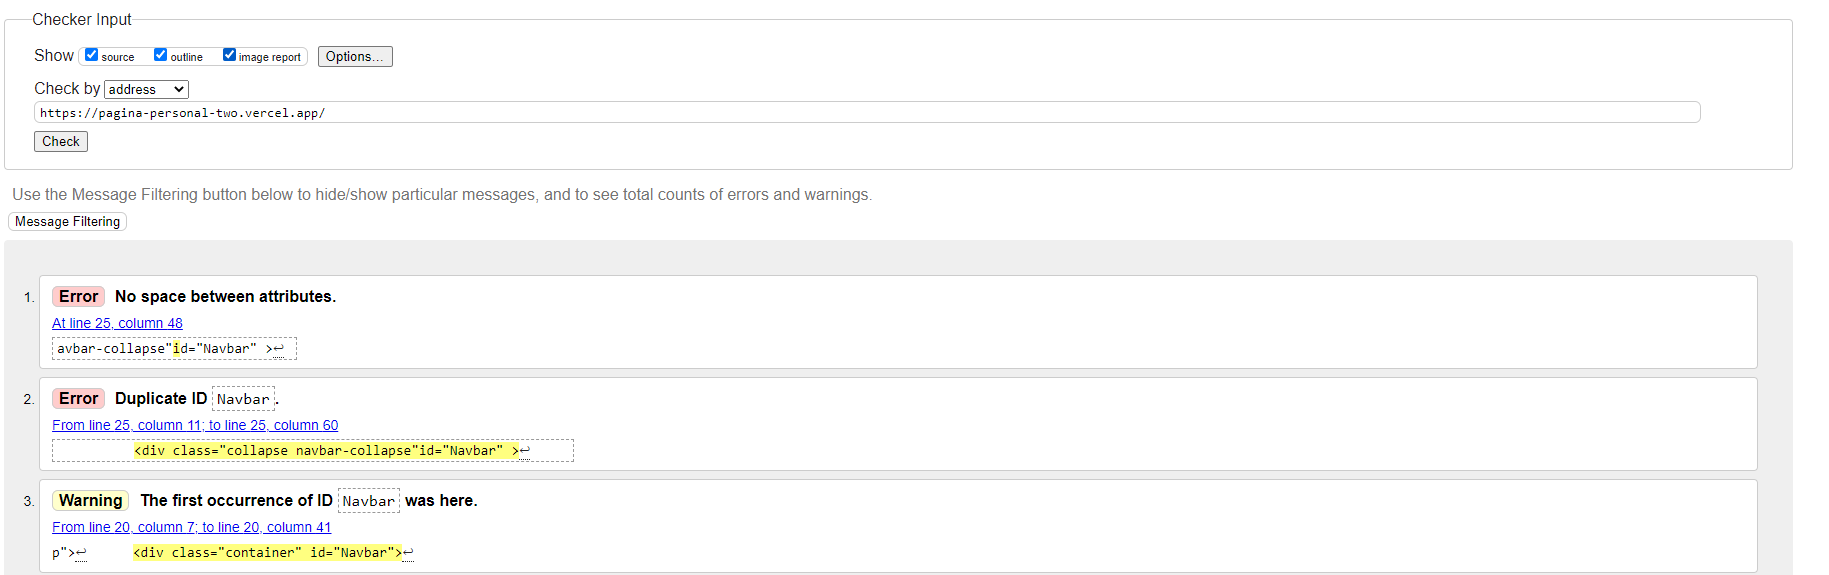 Checker Input
Show source outline image report Options...
Check by address
https://pagina-personal-two.vercel.app/
Check
Use the Message Filtering button below to hide/show particular messages, and to see total counts of errors and warnings.
Message Filtering
1. Error No space between attributes.
At line 25, column 48
avbar-collapse"id="Navbar" >↩
2. Error Duplicate ID Navbar.
From line 25, column 11; to line 25, column 60
<div class="collapse navbar-collapse"id="Navbar" >↩
3. Warning The first occurrence of ID Navbar was here.
From line 20, column 7; to line 20, column 41
p">↩ <div class="container" id="Navbar">↩